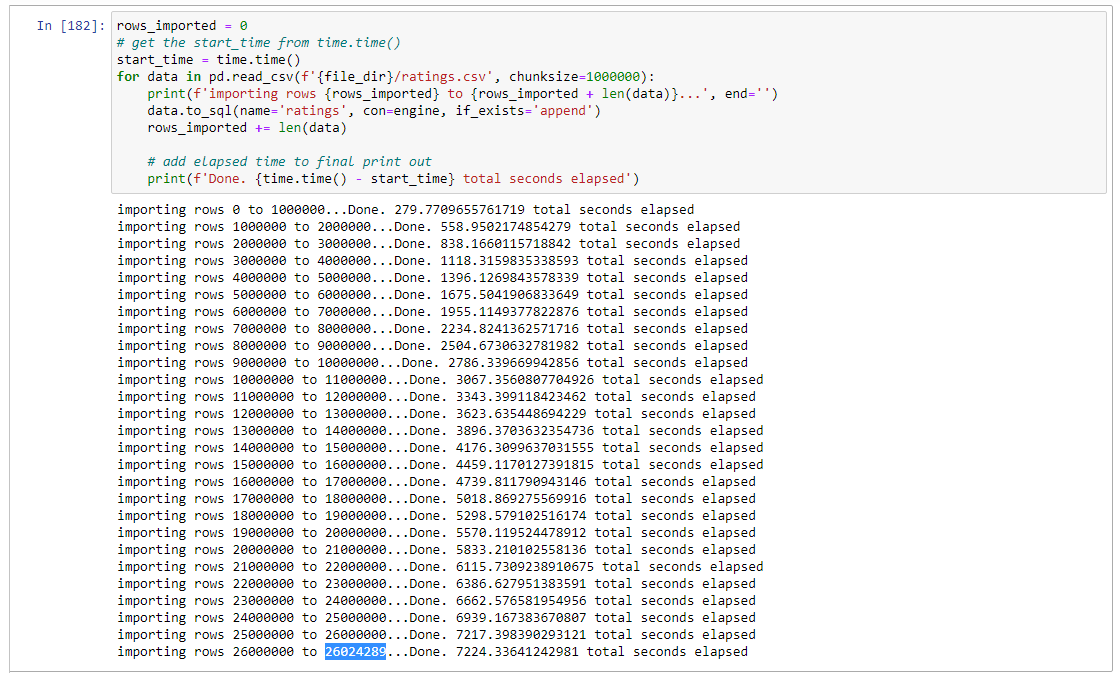 In [182]: rows_imported = 0
# get the start_time from time.time()
start_time = time.time()
for data in pd.read_csv(f'{file_dir}/ratings.csv', chunksize=1000000):
    print(f'importing rows {rows_imported} to {rows_imported + len(data)}...', end='')
    data.to_sql(name='ratings', con=engine, if_exists='append')
    rows_imported += len(data)

    # add elapsed time to final print out
    print(f'Done. {time.time() - start_time} total seconds elapsed')
importing rows 0 to 1000000...Done. 279.7709655761719 total seconds elapsed
importing rows 1000000 to 2000000...Done. 558.9502174854279 total seconds elapsed
importing rows 2000000 to 3000000...Done. 838.1660115718842 total seconds elapsed
importing rows 3000000 to 4000000...Done. 1118.3159835338593 total seconds elapsed
importing rows 4000000 to 5000000...Done. 1396.1269843578339 total seconds elapsed
importing rows 5000000 to 6000000...Done. 1675.5041906833649 total seconds elapsed
importing rows 6000000 to 7000000...Done. 1955.1149377822876 total seconds elapsed
importing rows 7000000 to 8000000...Done. 2234.8241362571716 total seconds elapsed
importing rows 8000000 to 9000000...Done. 2504.6730632781982 total seconds elapsed
importing rows 9000000 to 10000000...Done. 2786.339669942856 total seconds elapsed
importing rows 10000000 to 11000000...Done. 3067.3560807704926 total seconds elapsed
importing rows 11000000 to 12000000...Done. 3343.399118423462 total seconds elapsed
importing rows 12000000 to 13000000...Done. 3623.635448694229 total seconds elapsed
importing rows 13000000 to 14000000...Done. 3896.3703632354736 total seconds elapsed
importing rows 14000000 to 15000000...Done. 4176.3099637031555 total seconds elapsed
importing rows 15000000 to 16000000...Done. 4459.1170127391815 total seconds elapsed
importing rows 16000000 to 17000000...Done. 4739.811790943146 total seconds elapsed
importing rows 17000000 to 18000000...Done. 5018.869275569916 total seconds elapsed
importing rows 18000000 to 19000000...Done. 5298.579102516174 total seconds elapsed
importing rows 19000000 to 20000000...Done. 5570.119524478912 total seconds elapsed
importing rows 20000000 to 21000000...Done. 5833.210102558136 total seconds elapsed
importing rows 21000000 to 22000000...Done. 6115.7309238910675 total seconds elapsed
importing rows 22000000 to 23000000...Done. 6386.627951383591 total seconds elapsed
importing rows 23000000 to 24000000...Done. 6662.576581954956 total seconds elapsed
importing rows 24000000 to 25000000...Done. 6939.167383670807 total seconds elapsed
importing rows 25000000 to 26000000...Done. 7217.398390293121 total seconds elapsed
importing rows 26000000 to 26024289...Done. 7224.33641242981 total seconds elapsed